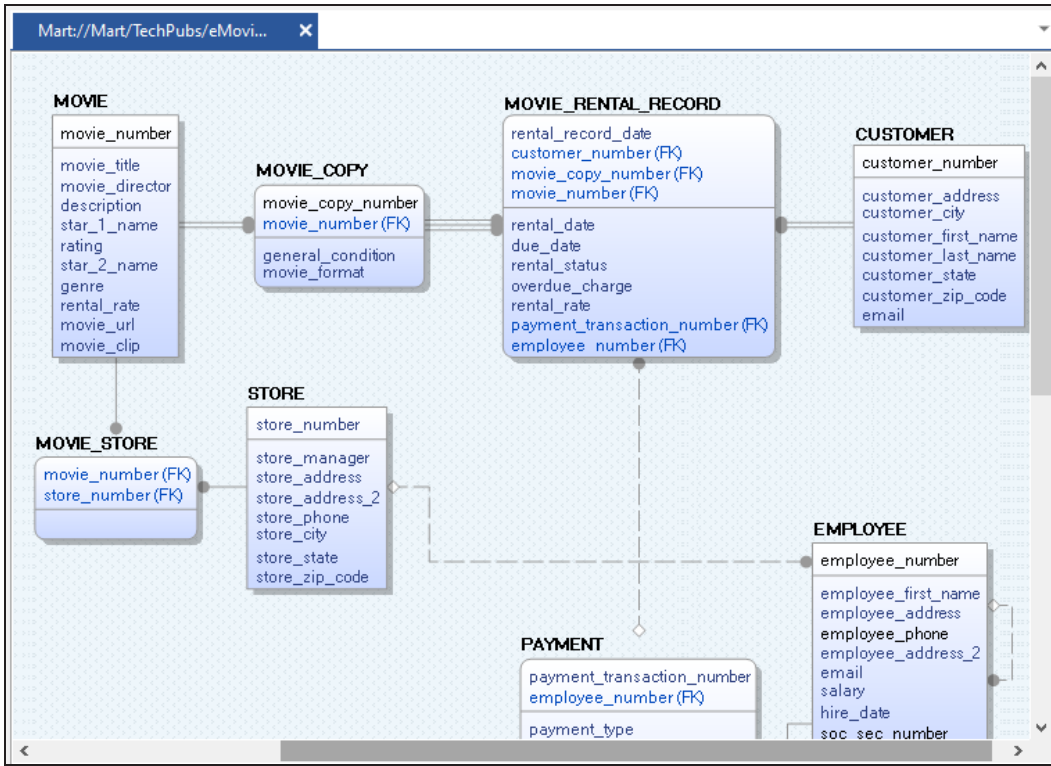 Mart://Mart/TechPubs/eMovi...
MOVIE
movie_number
movie_title
movie_director
description
star_1_name
rating
star_2_name
genre
rental_rate
movie_url
movie_clip
MOVIE_COPY
movie_copy_number
movie_number (FK)
general_condition
movie_format
MOVIE_RENTAL_RECORD
rental_record_date
customer_number (FK)
movie_copy_number (FK)
movie_number (FK)
rental_date
due_date
rental_status
overdue_charge
rental_rate
payment_transaction_number (FK)
employee_number (FK)
CUSTOMER
customer_number
customer_address
customer_city
customer_first_name
customer_last_name
customer_state
customer_zip_code
email
MOVIE_STORE
movie_number (FK)
store_number (FK)
STORE
store_number
store_manager
store_address
store_address_2
store_phone
store_city
store_state
store_zip_code
EMPLOYEE
employee_number
employee_first_name
employee_address
employee_phone
employee_address_2
email
salary
hire_date
soc_sec_number
PAYMENT
payment_transaction_number
employee_number (FK)
payment_type